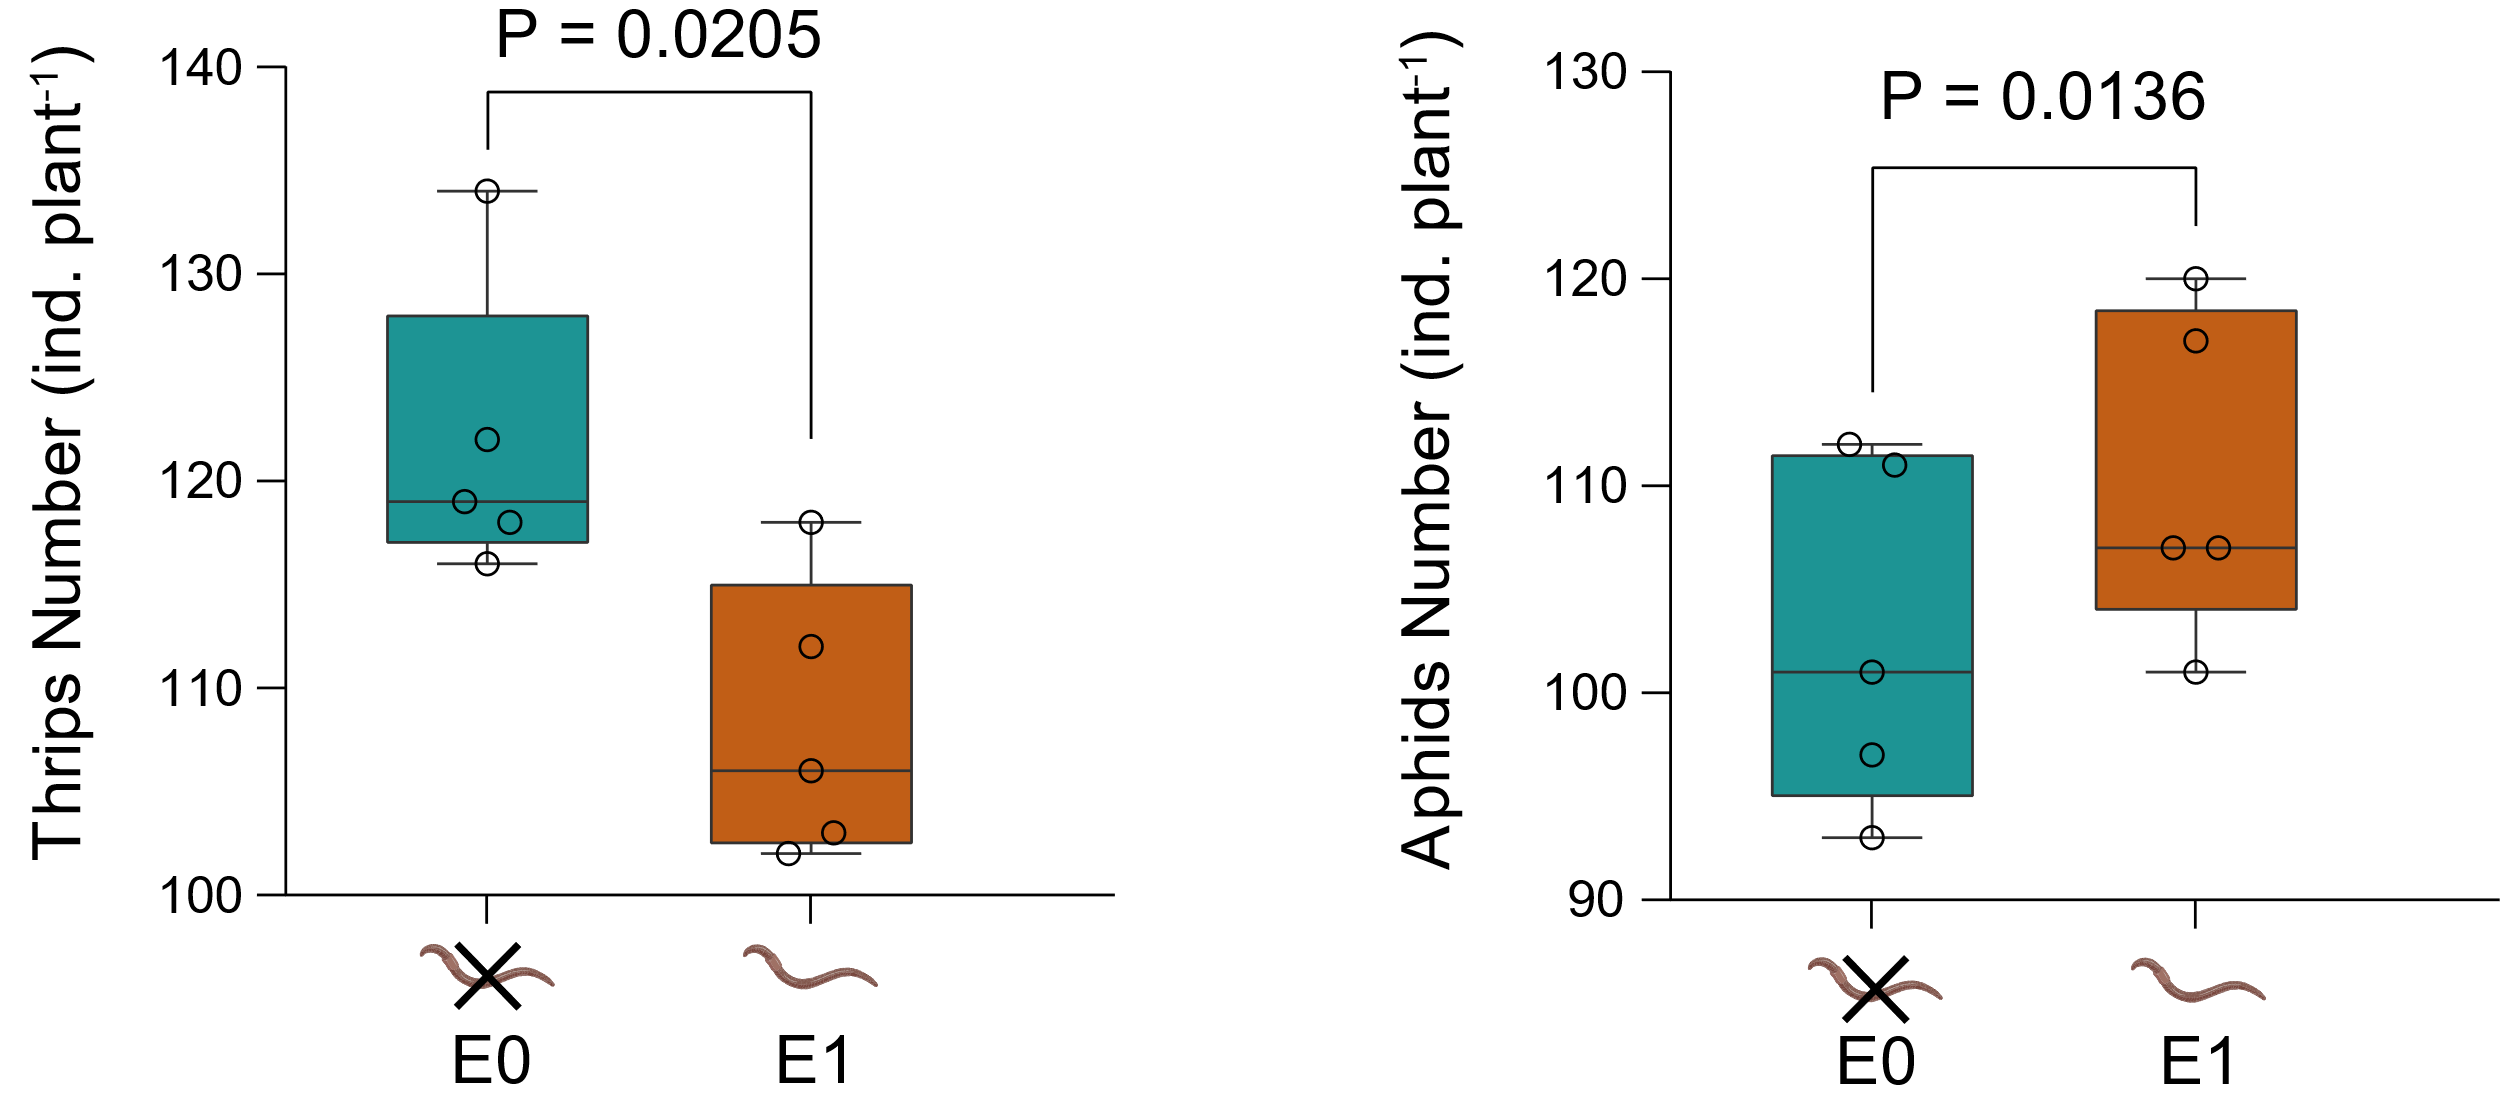 P = 0.0205
Thrips Number (ind. plant⁻¹)
140
130
120
110
100
E0
E1
P = 0.0136
Aphids Number (ind. plant⁻¹)
130
120
110
100
90
E0
E1